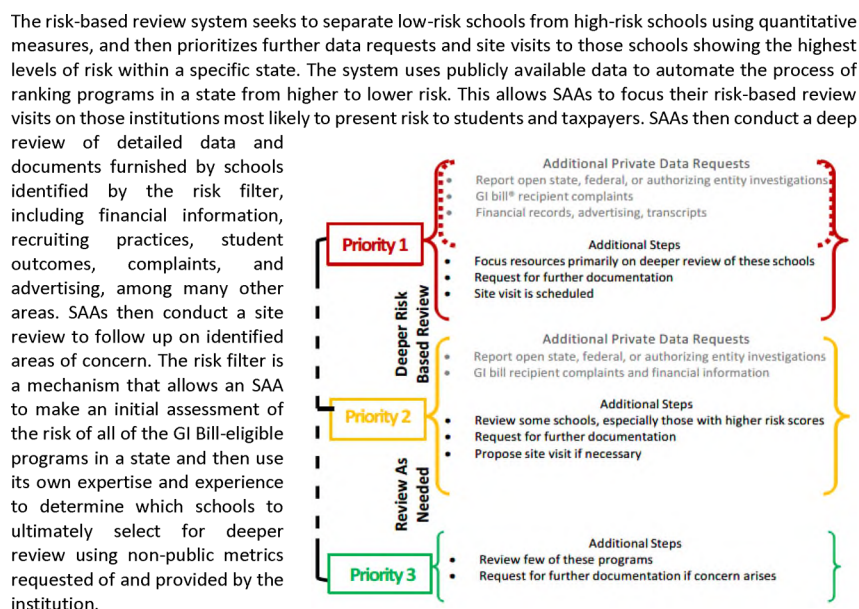 The risk-based review system seeks to separate low-risk schools from high-risk schools using quantitative
measures, and then prioritizes further data requests and site visits to those schools showing the highest
levels of risk within a specific state. The system uses publicly available data to automate the process of
ranking programs in a state from higher to lower risk. This allows SAAs to focus their risk-based review
visits on those institutions most likely to present risk to students and taxpayers. SAAs then conduct a deep
review of detailed data and
documents furnished by schools
identified by the risk filter,
including financial information,
recruiting practices, student
outcomes, complaints, and
advertising, among many other
areas. SAAs then conduct a site
review to follow up on identified
areas of concern. The risk filter is
a mechanism that allows an SAA
to make an initial assessment of
the risk of all of the GI Bill-eligible
programs in a state and then use
its own expertise and experience
to determine which schools to
ultimately select for deeper
review using non-public metrics
requested of and provided by the
institution.
Priority 1
Additional Private Data Requests
• Report open state, federal, or authorizing entity investigations
• GI bill® recipient complaints
• Financial records, advertising, transcripts
Additional Steps
• Focus resources primarily on deeper review of these schools
• Request for further documentation
• Site visit is scheduled
Deeper Risk
Based Review
Priority 2
Additional Private Data Requests
• Report open state, federal, or authorizing entity investigations
• GI bill recipient complaints and financial information
Additional Steps
• Review some schools, especially those with higher risk scores
• Request for further documentation
• Propose site visit if necessary
Review As
Needed
Priority 3
Additional Steps
• Review few of these programs
• Request for further documentation if concern arises